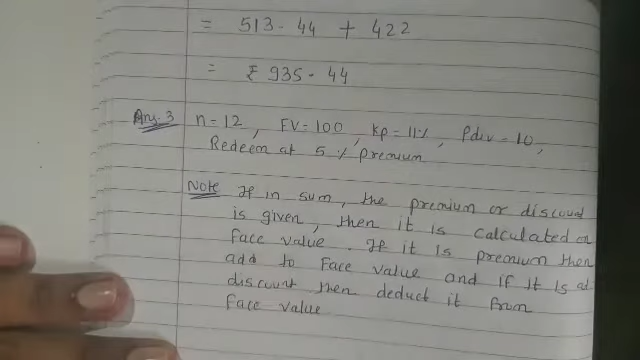 = 513.44 + 422
= ₹ 935.44
Ans.3 n=12, FV=100, Kp=11%, Pdiv=10,
Redeem at 5% premium
Note If in sum, the premium or discount
is given, then it is calculated on
Face value. If it is premium then
add to Face value and if it is at
discount then deduct it from
Face value